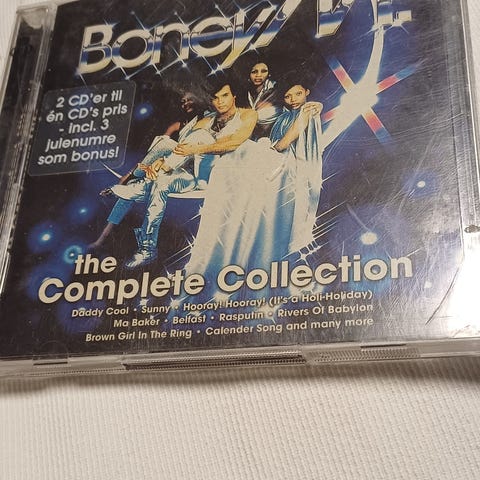 Boney M.
2 CD'er til
én CD's pris
- incl. 3
julenumre
som bonus!
the
Complete Collection
Daddy Cool • Sunny • Hooray! Hooray! (It's a Holi-Holiday)
Ma Baker • Belfast • Rasputin • Rivers Of Babylon
Brown Girl In The Ring • Calender Song and many more